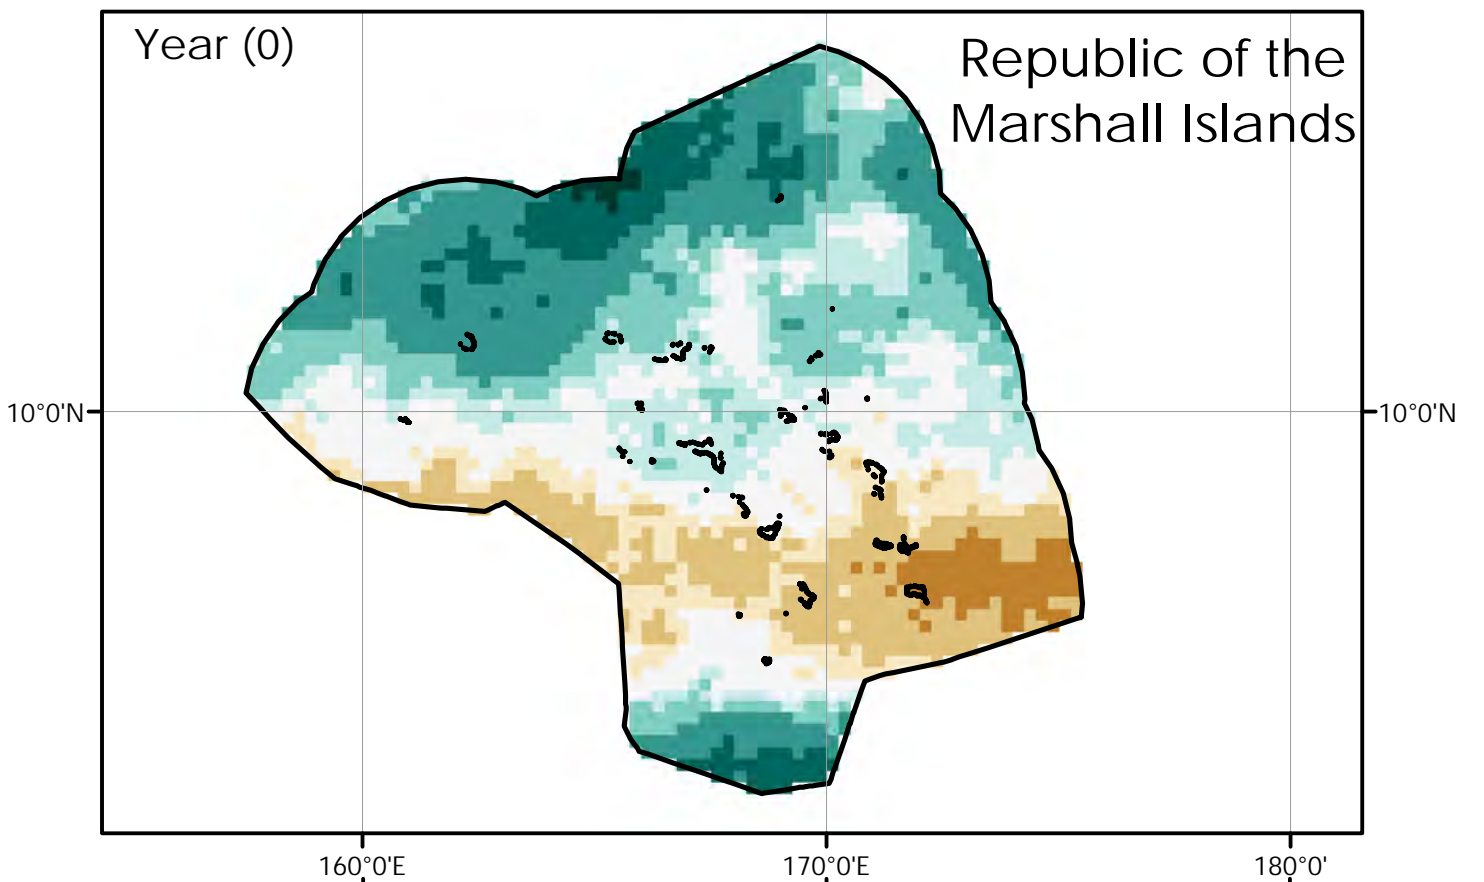 Year (0)
Republic of the
Marshall Islands
10°0'N
10°0'N
160°0'E
170°0'E
180°0'